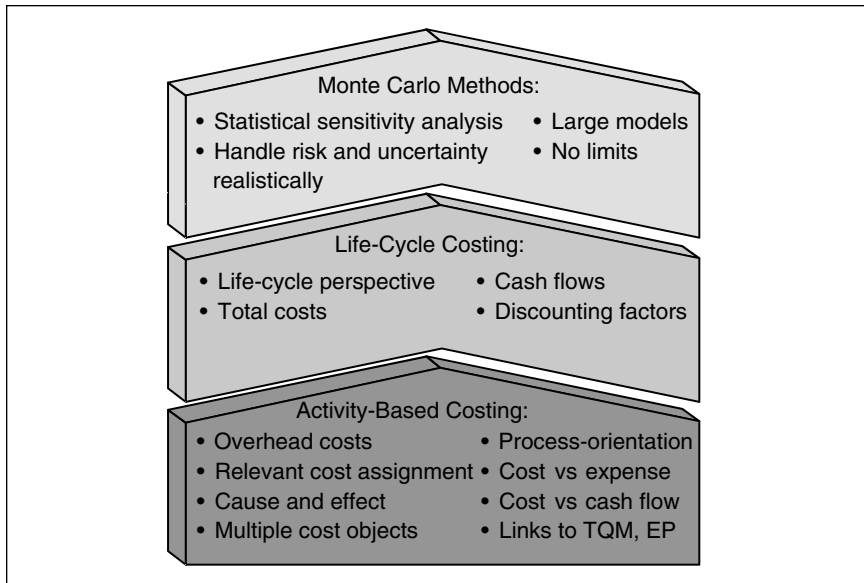 Monte Carlo Methods:
• Statistical sensitivity analysis
• Handle risk and uncertainty
realistically
• Large models
• No limits
Life-Cycle Costing:
• Life-cycle perspective
• Total costs
• Cash flows
• Discounting factors
Activity-Based Costing:
• Overhead costs
• Relevant cost assignment
• Cause and effect
• Multiple cost objects
• Process-orientation
• Cost vs expense
• Cost vs cash flow
• Links to TQM, EP